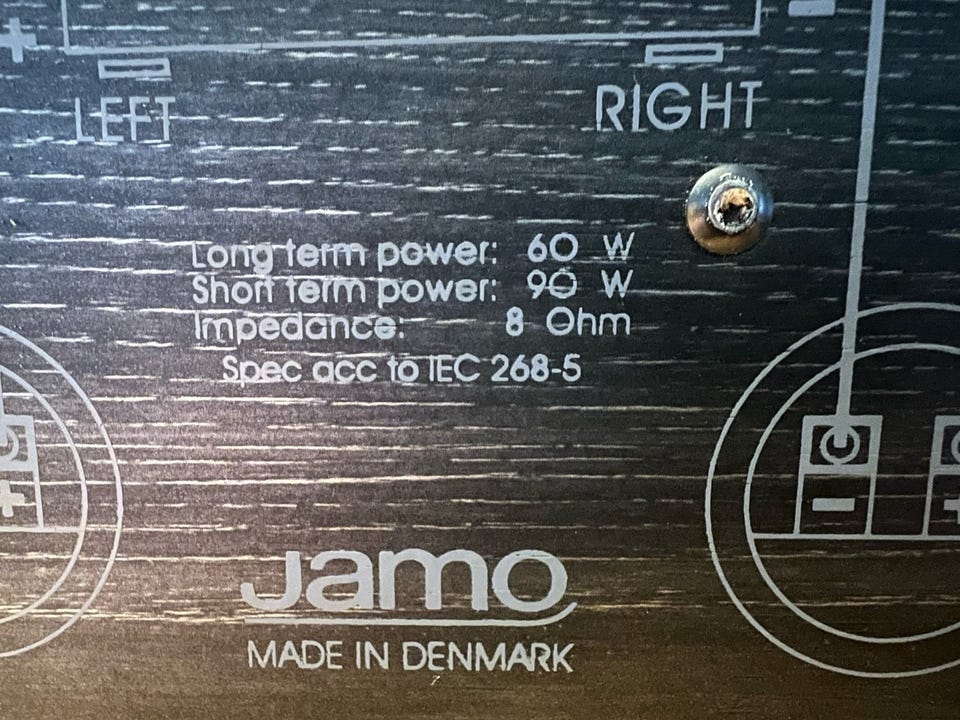 + -
LEFT RIGHT
Long term power: 60 W
Short term power: 90 W
Impedance: 8 Ohm
Spec acc to IEC 268-5
+ - +
Jamo
MADE IN DENMARK